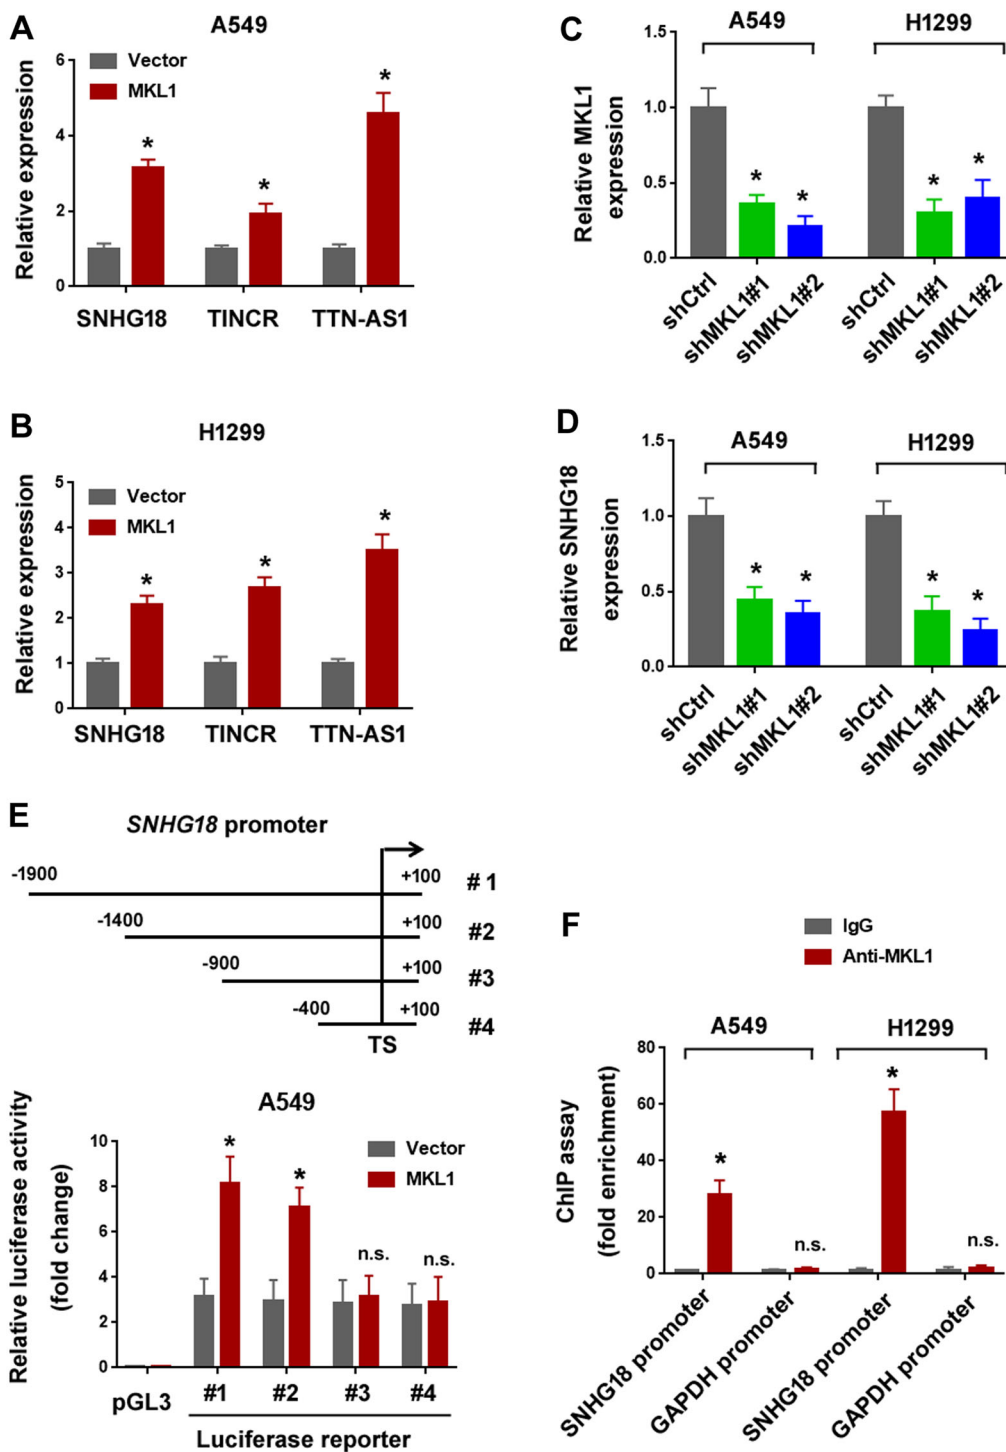 A
A549
Vector
MKL1
Relative expression
6
4
2
0
*
*
*
SNHG18 TINCR TTN-AS1
B
H1299
Vector
MKL1
Relative expression
5
4
3
2
1
0
*
*
*
SNHG18 TINCR TTN-AS1
C
A549 H1299
Relative MKL1
expression
1.5
1.0
0.5
0.0
* * * *
shCtrl
shMKL1#1
shMKL1#2
shCtrl
shMKL1#1
shMKL1#2
D
A549 H1299
Relative SNHG18
expression
1.5
1.0
0.5
0.0
* * * *
shCtrl
shMKL1#1
shMKL1#2
shCtrl
shMKL1#1
shMKL1#2
E
SNHG18 promoter
-1900 +100 # 1
-1400 +100 #2
-900 +100 #3
-400 +100 #4
TS
A549
Vector
MKL1
Relative luciferase activity
(fold change)
10
8
6
4
2
0
* * n.s. n.s.
pGL3 #1 #2 #3 #4
Luciferase reporter
F
IgG
Anti-MKL1
A549 H1299
ChIP assay
(fold enrichment)
80
60
40
20
0
* n.s. * n.s.
SNHG18 promoter
GAPDH promoter
SNHG18 promoter
GAPDH promoter